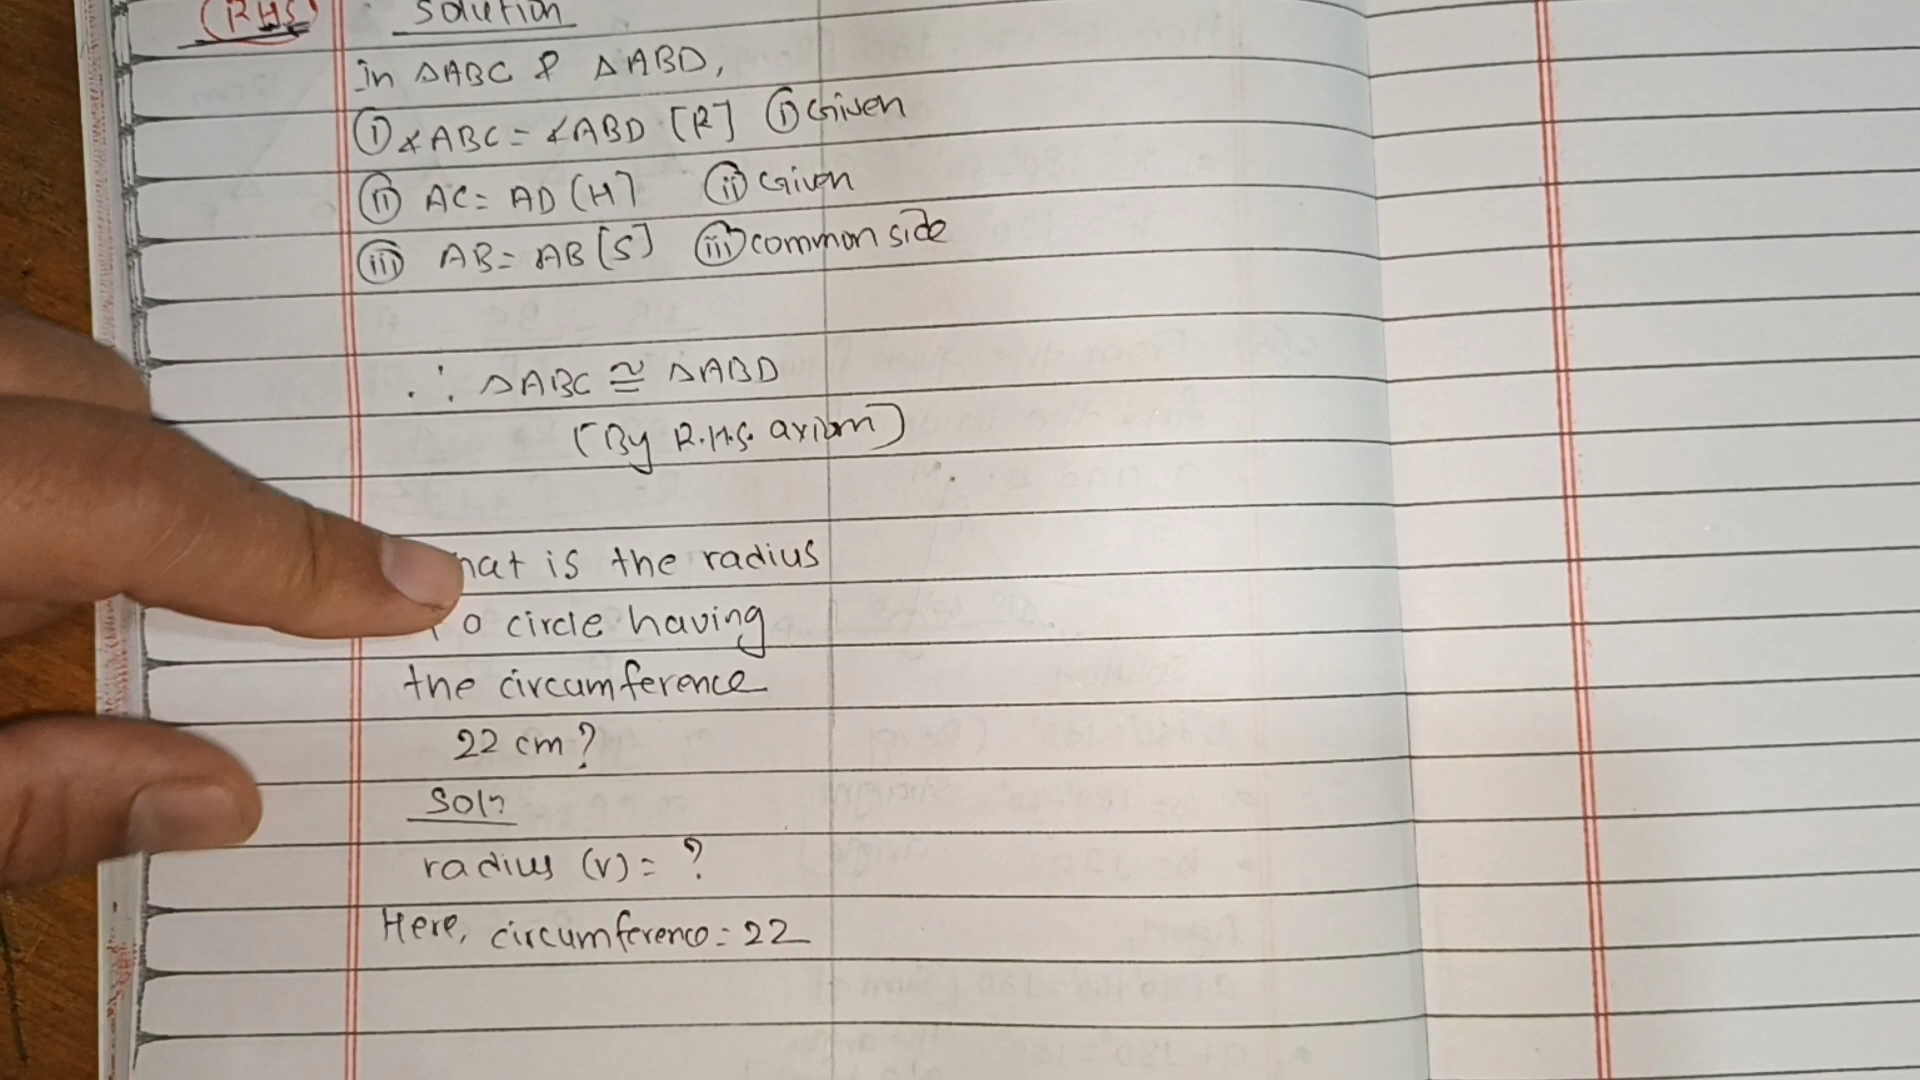 (RHS) Solution
in △ABC & △ABD,
(i) ∡ABC = ∡ABD [R] (i) Given
(ii) AC = AD [H] (ii) Given
(iii) AB = AB [S] (iii) common side
∴ △ABC ≅ △ABD
[By R.H.S. axiom]
hat is the radius
a circle having
the circumference
22 cm?
Soln
radius (r) = ?
Here, circumference = 22